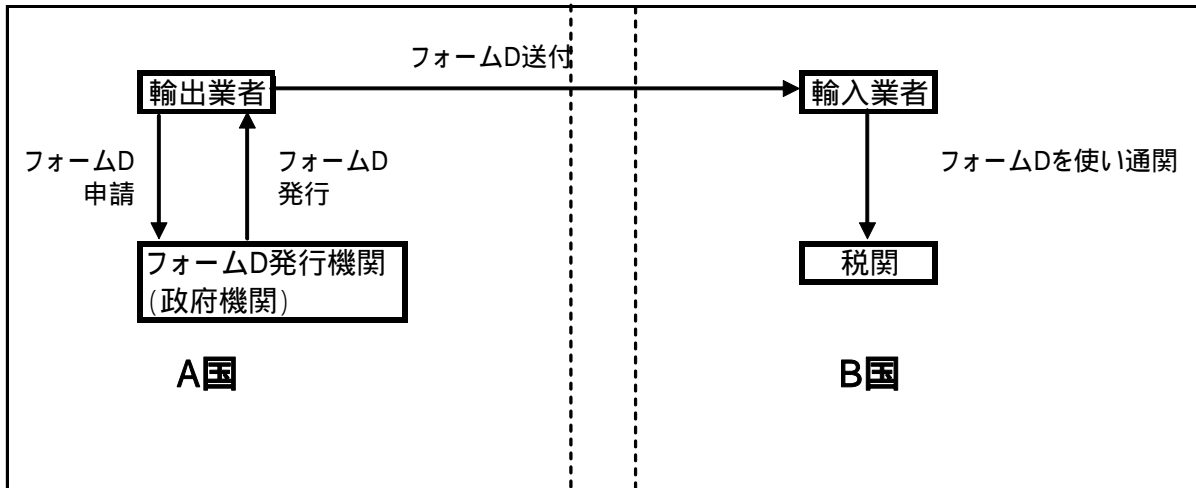 フォームD送付
輸出業者
輸入業者
フォームD
申請
フォームD
発行
フォームDを使い通関
フォームD発行機関
(政府機関)
税関
A国
B国